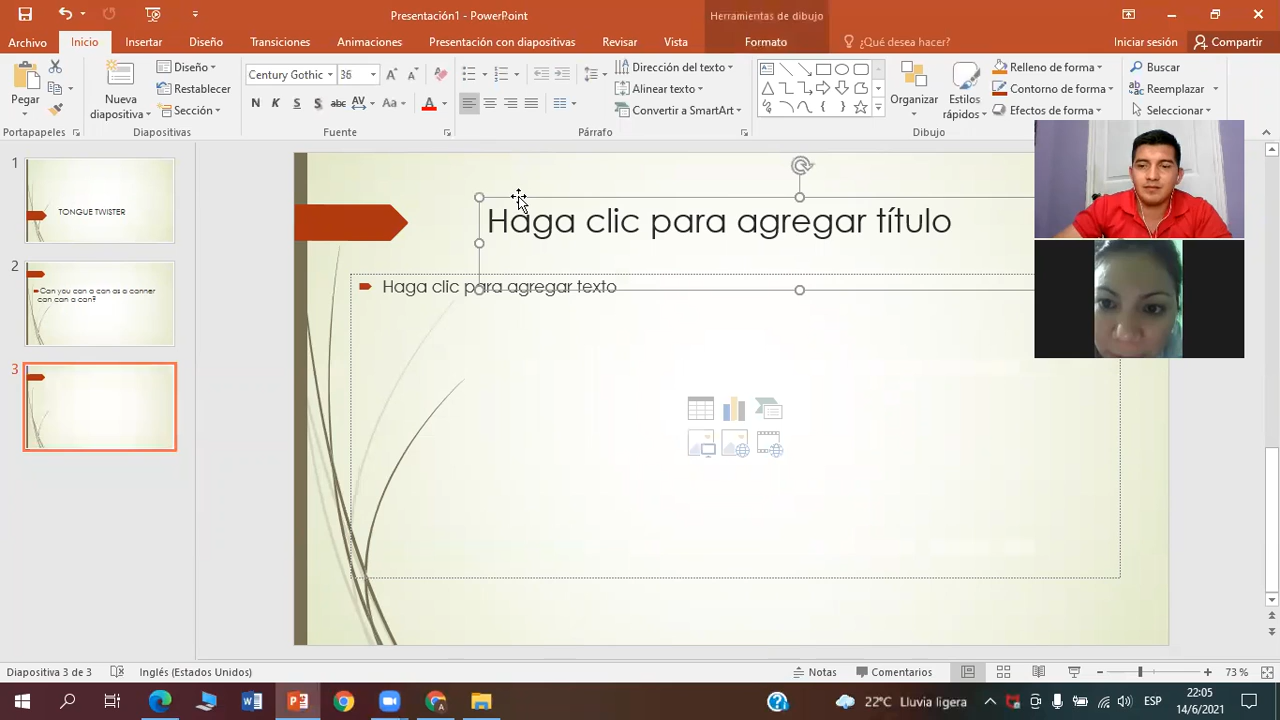 Presentación1 - PowerPoint
Herramientas de dibujo
Archivo
Inicio
Insertar
Diseño
Transiciones
Animaciones
Presentación con diapositivas
Revisar
Vista
Formato
¿Qué desea hacer?
Iniciar sesión
Compartir
Pegar
Portapapeles
Nueva
diapositiva
Diseño
Restablecer
Sección
Diapositivas
Century Gothic
36
N K S S abc AV Aa A
Fuente
Dirección del texto
Alinear texto
Convertir a SmartArt
Párrafo
Organizar
Estilos
rápidos
Relleno de forma
Contorno de forma
Efectos de forma
Dibujo
Buscar
Reemplazar
Seleccionar
1
TONGUE TWISTER
2
Can you can a can as a canner
can can a can?
3
Haga clic para agregar título
Haga clic para agregar texto
Diapositiva 3 de 3
Inglés (Estados Unidos)
Notas
Comentarios
73 %
22°C Lluvia ligera
ESP
22:05
14/6/2021